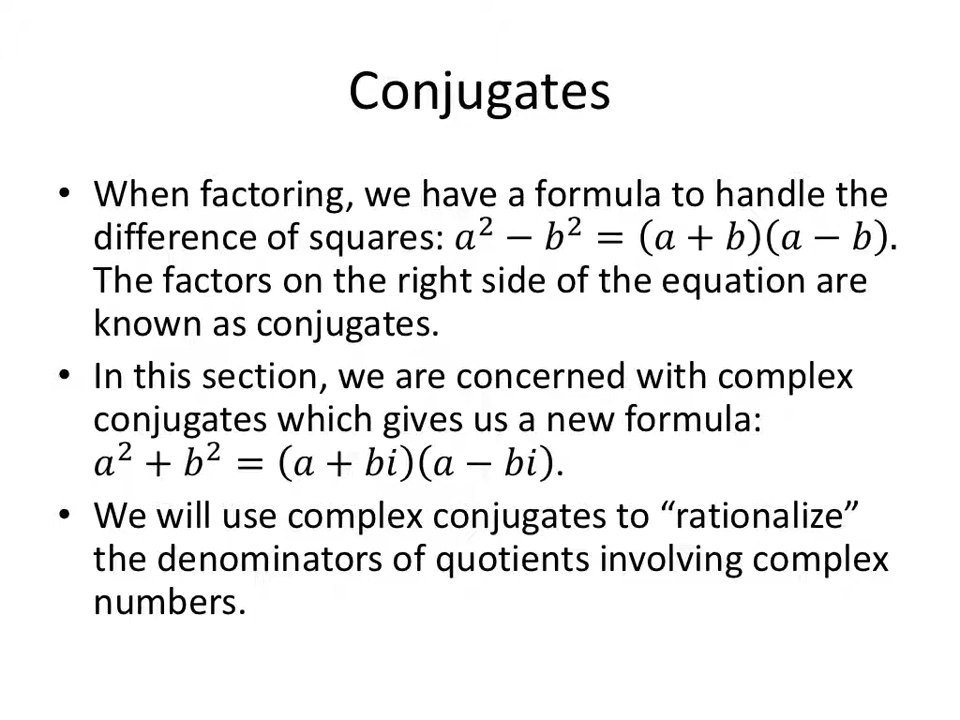 Conjugates
• When factoring, we have a formula to handle the
difference of squares: 𝑎² − 𝑏² = (𝑎 + 𝑏)(𝑎 − 𝑏).
The factors on the right side of the equation are
known as conjugates.
• In this section, we are concerned with complex
conjugates which gives us a new formula:
𝑎² + 𝑏² = (𝑎 + 𝑏𝑖)(𝑎 − 𝑏𝑖).
• We will use complex conjugates to “rationalize”
the denominators of quotients involving complex
numbers.